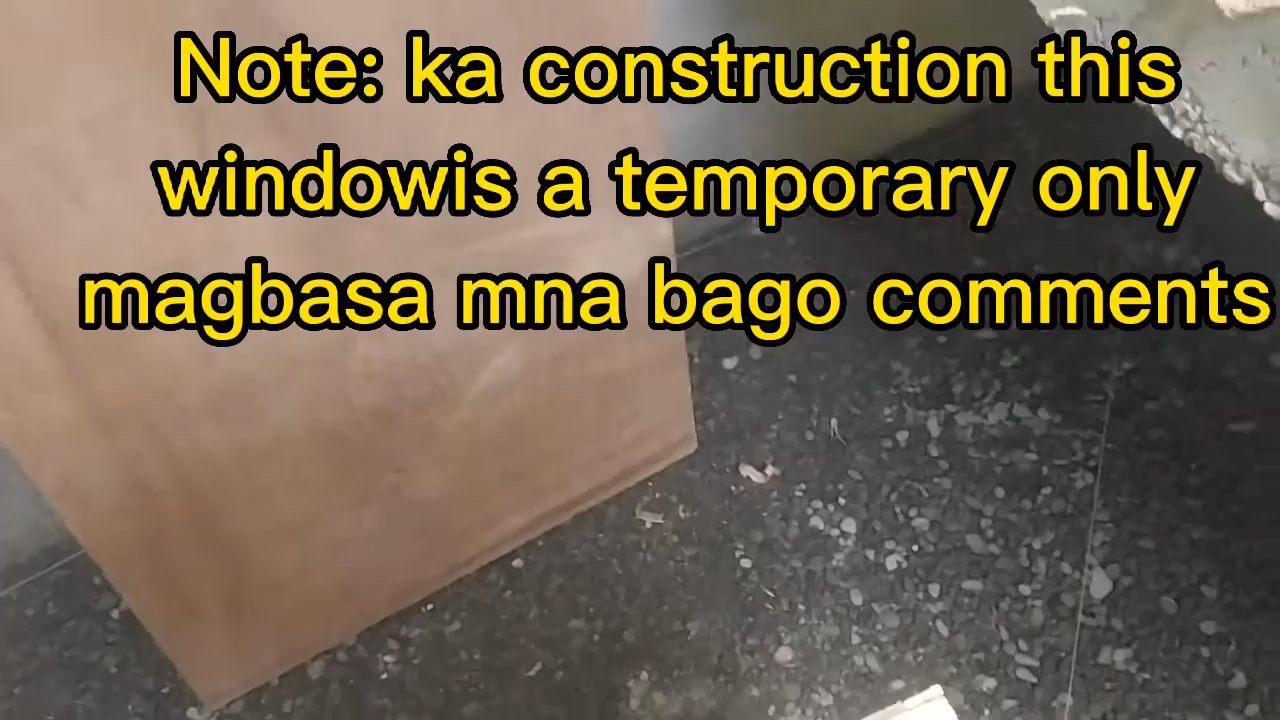 Note: ka construction this
windowis a temporary only
magbasa mna bago comments